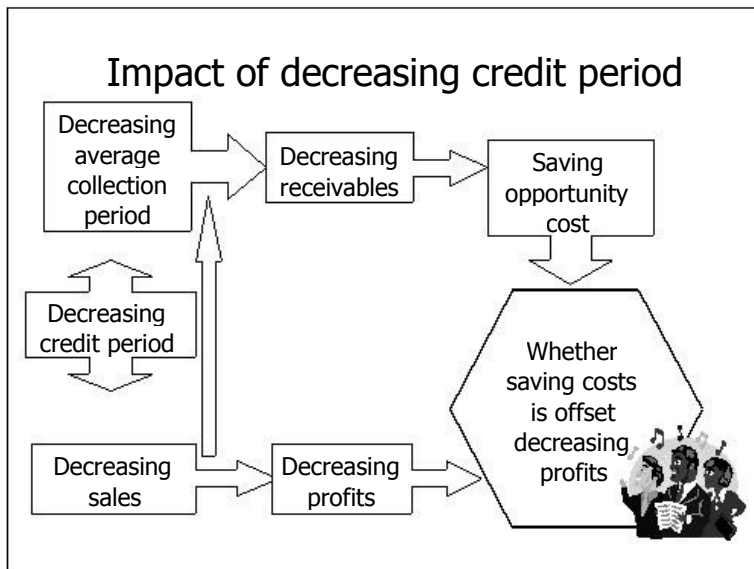 Impact of decreasing credit period
Decreasing
average
collection
period
Decreasing
receivables
Saving
opportunity
cost
Decreasing
credit period
Whether
saving costs
is offset
decreasing
profits
Decreasing
sales
Decreasing
profits